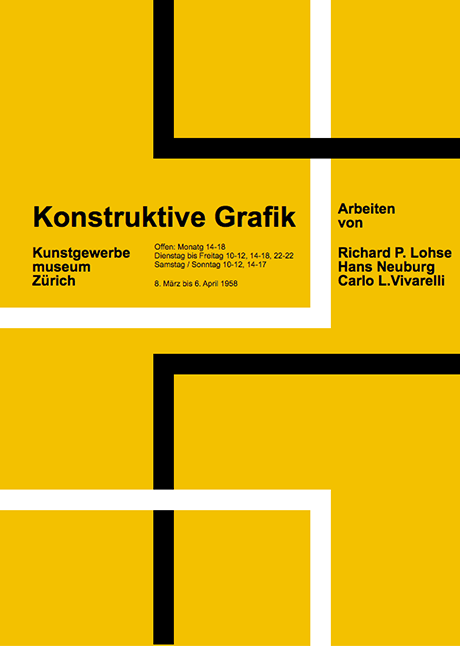 Konstruktive Grafik
Kunstgewerbe
museum
Zürich
Offen: Monatg 14-18
Dienstag bis Freitag 10-12, 14-18, 22-22
Samstag / Sonntag 10-12, 14-17
8. März bis 6. April 1958
Arbeiten
von
Richard P. Lohse
Hans Neuburg
Carlo L.Vivarelli